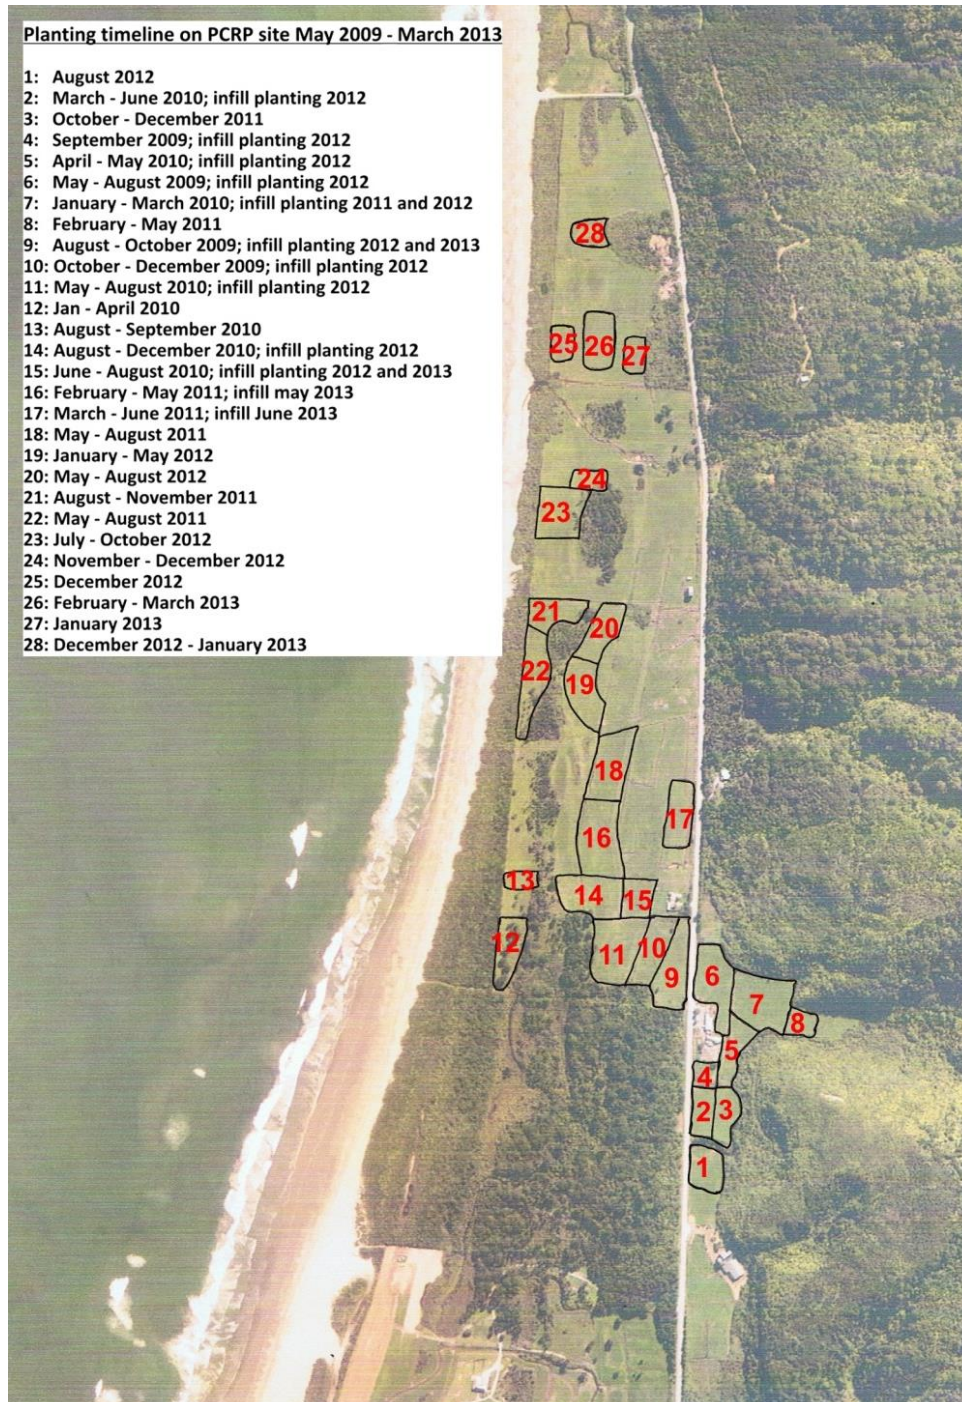 Planting timeline on PCRP site May 2009 - March 2013
1: August 2012
2: March - June 2010; infill planting 2012
3: October - December 2011
4: September 2009; infill planting 2012
5: April - May 2010; infill planting 2012
6: May - August 2009; infill planting 2012
7: January - March 2010; infill planting 2011 and 2012
8: February - May 2011
9: August - October 2009; infill planting 2012 and 2013
10: October - December 2009; infill planting 2012
11: May - August 2010; infill planting 2012
12: Jan - April 2010
13: August - September 2010
14: August - December 2010; infill planting 2012
15: June - August 2010; infill planting 2012 and 2013
16: February - May 2011; infill may 2013
17: March - June 2011; infill June 2013
18: May - August 2011
19: January - May 2012
20: May - August 2012
21: August - November 2011
22: May - August 2011
23: July - October 2012
24: November - December 2012
25: December 2012
26: February - March 2013
27: January 2013
28: December 2012 - January 2013
28
25 26 27
24
23
21 20
22 19
18
17
16
13
14 15
12 11 10 9 6
7
8
5
4
2 3
1